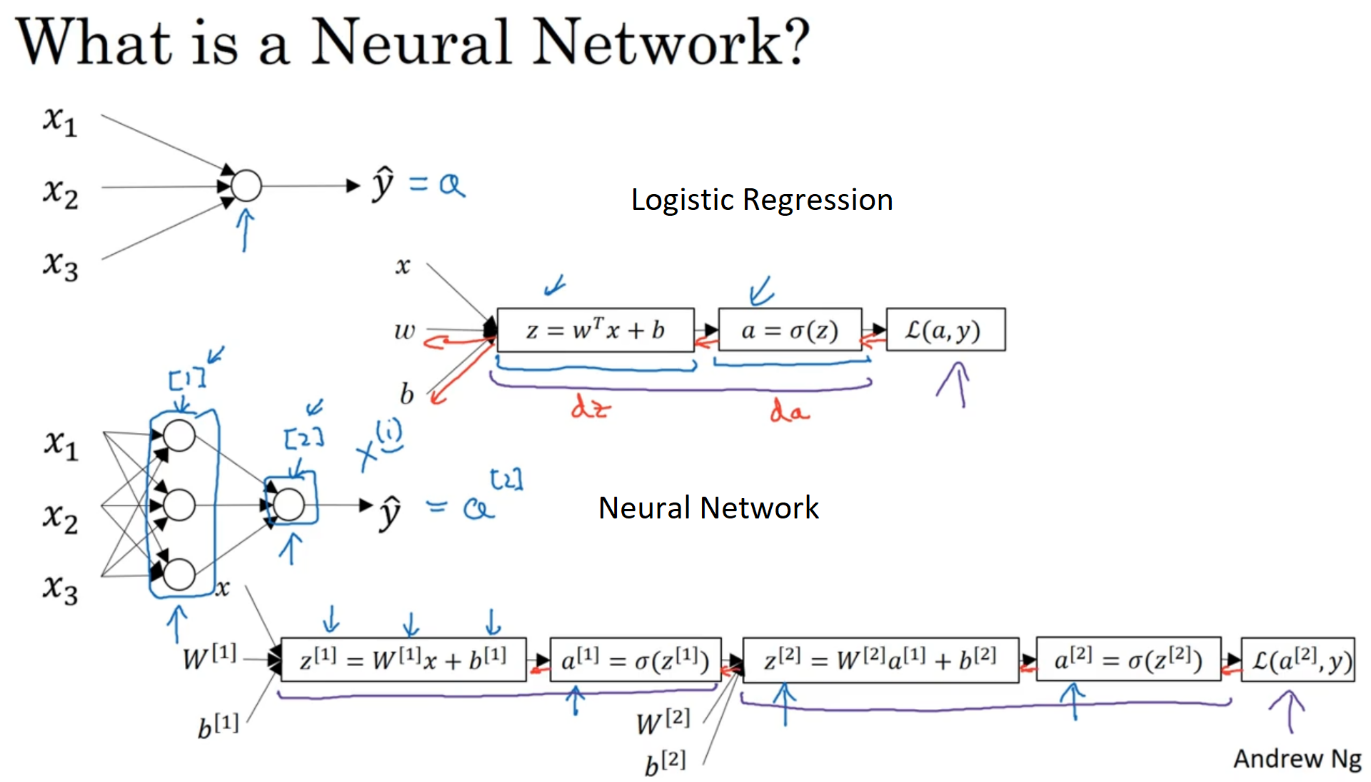 What is a Neural Network?
x₁
x₂
x₃
ŷ = a
Logistic Regression
x
w
b
z = wᵀx + b
a = σ(z)
ℒ(a, y)
dz
da
[1]
[2]
x⁽ⁱ⁾
x₁
x₂
x₃
ŷ = a^[2]
Neural Network
x
W^[1]
b^[1]
z^[1] = W^[1]x + b^[1]
a^[1] = σ(z^[1])
z^[2] = W^[2]a^[1] + b^[2]
a^[2] = σ(z^[2])
ℒ(a^[2], y)
W^[2]
b^[2]
Andrew Ng